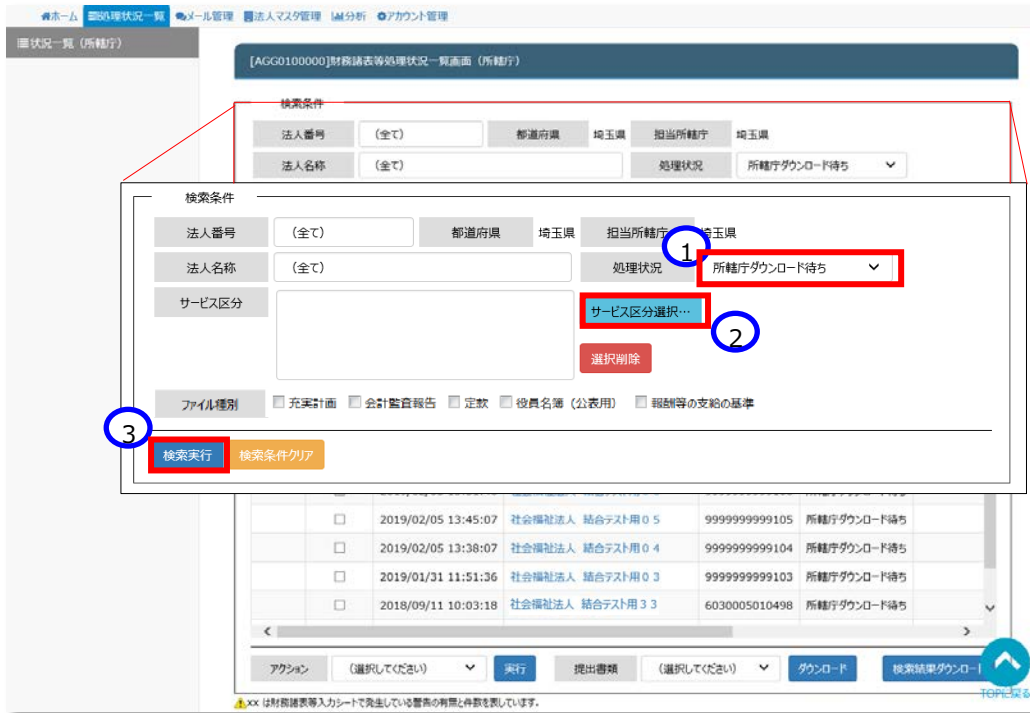 ホーム 処理状況一覧 メール管理 法人マスタ管理 分析 アカウント管理
状況一覧（所轄庁）
[AGG0100000]財務諸表等処理状況一覧画面（所轄庁）
検索条件
法人番号 （全て） 都道府県 埼玉県 担当所轄庁 埼玉県
法人名称 （全て） 処理状況 所轄庁ダウンロード待ち
検索条件
法人番号 （全て） 都道府県 埼玉県 担当所轄庁 埼玉県
1
法人名称 （全て） 処理状況 所轄庁ダウンロード待ち
サービス区分 サービス区分選択…
2
選択削除
ファイル種別 充実計画 会計監査報告 定款 役員名簿（公表用） 報酬等の支給の基準
3
検索実行 検索条件クリア
2019/02/05 13:45:07 社会福祉法人 結合テスト用０５ 9999999999105 所轄庁ダウンロード待ち
2019/02/05 13:38:07 社会福祉法人 結合テスト用０４ 9999999999104 所轄庁ダウンロード待ち
2019/01/31 11:51:36 社会福祉法人 結合テスト用０３ 9999999999103 所轄庁ダウンロード待ち
2018/09/11 10:03:18 社会福祉法人 結合テスト用３３ 6030005010498 所轄庁ダウンロード待ち
アクション （選択してください） 実行 提出書類 （選択してください） ダウンロード 検索結果ダウンロード
TOPに戻る
xx は財務諸表等入力シートで発生している警告の有無と件数を表しています。